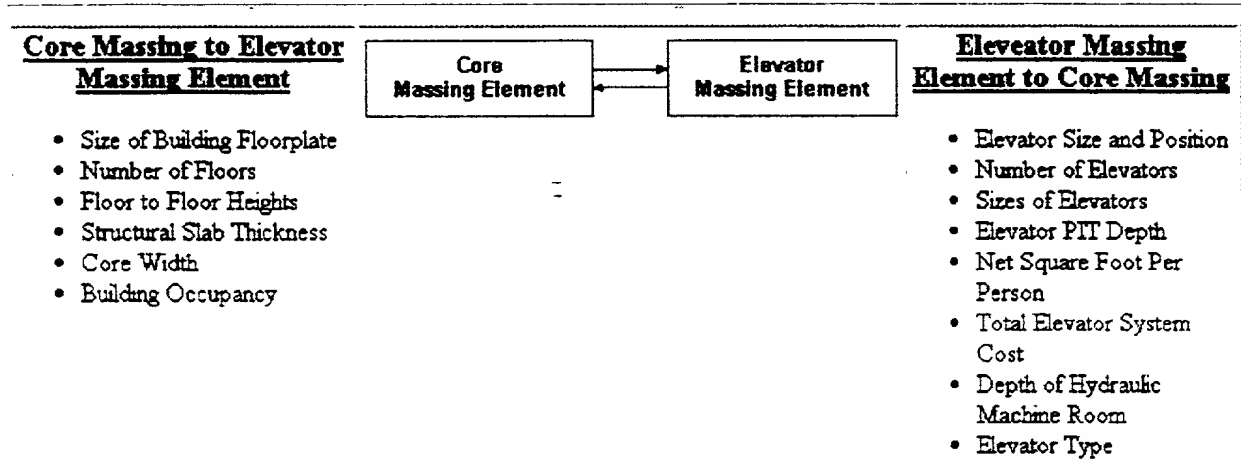 Core Massing to Elevator
Massing Element
• Size of Building Floorplate
• Number of Floors
• Floor to Floor Heights
• Structural Slab Thickness
• Core Width
• Building Occupancy
Core
Massing Element
Elevator
Massing Element
Eleveator Massing
Element to Core Massing
• Elevator Size and Position
• Number of Elevators
• Sizes of Elevators
• Elevator PIT Depth
• Net Square Foot Per
Person
• Total Elevator System
Cost
• Depth of Hydraulic
Machine Room
• Elevator Type